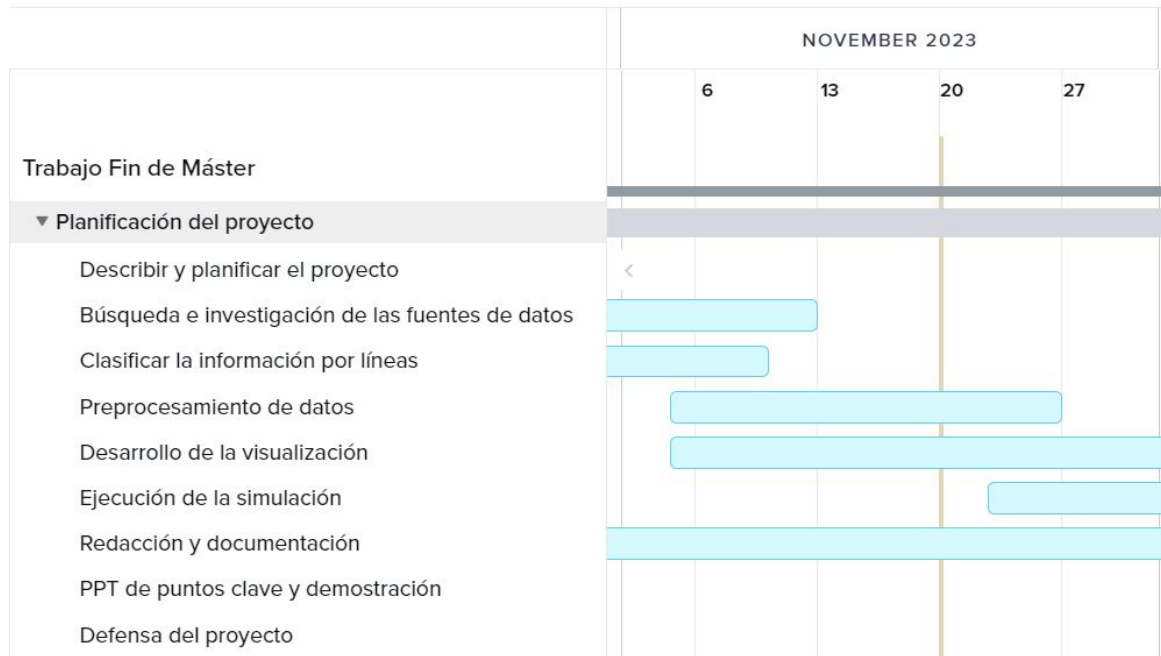 NOVEMBER 2023
6 13 20 27
Trabajo Fin de Máster
Planificación del proyecto
Describir y planificar el proyecto
Búsqueda e investigación de las fuentes de datos
Clasificar la información por líneas
Preprocesamiento de datos
Desarrollo de la visualización
Ejecución de la simulación
Redacción y documentación
PPT de puntos clave y demostración
Defensa del proyecto